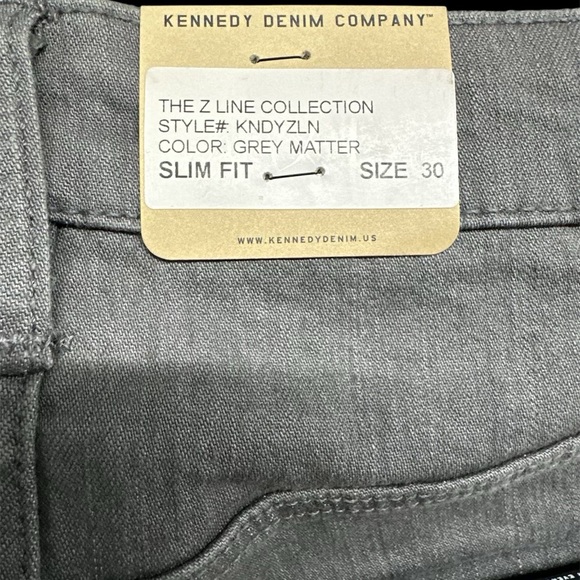 KENNEDY DENIM COMPANY™
THE Z LINE COLLECTION
STYLE#: KNDYZLN
COLOR: GREY MATTER
SLIM FIT SIZE 30
WWW.KENNEDYDENIM.US